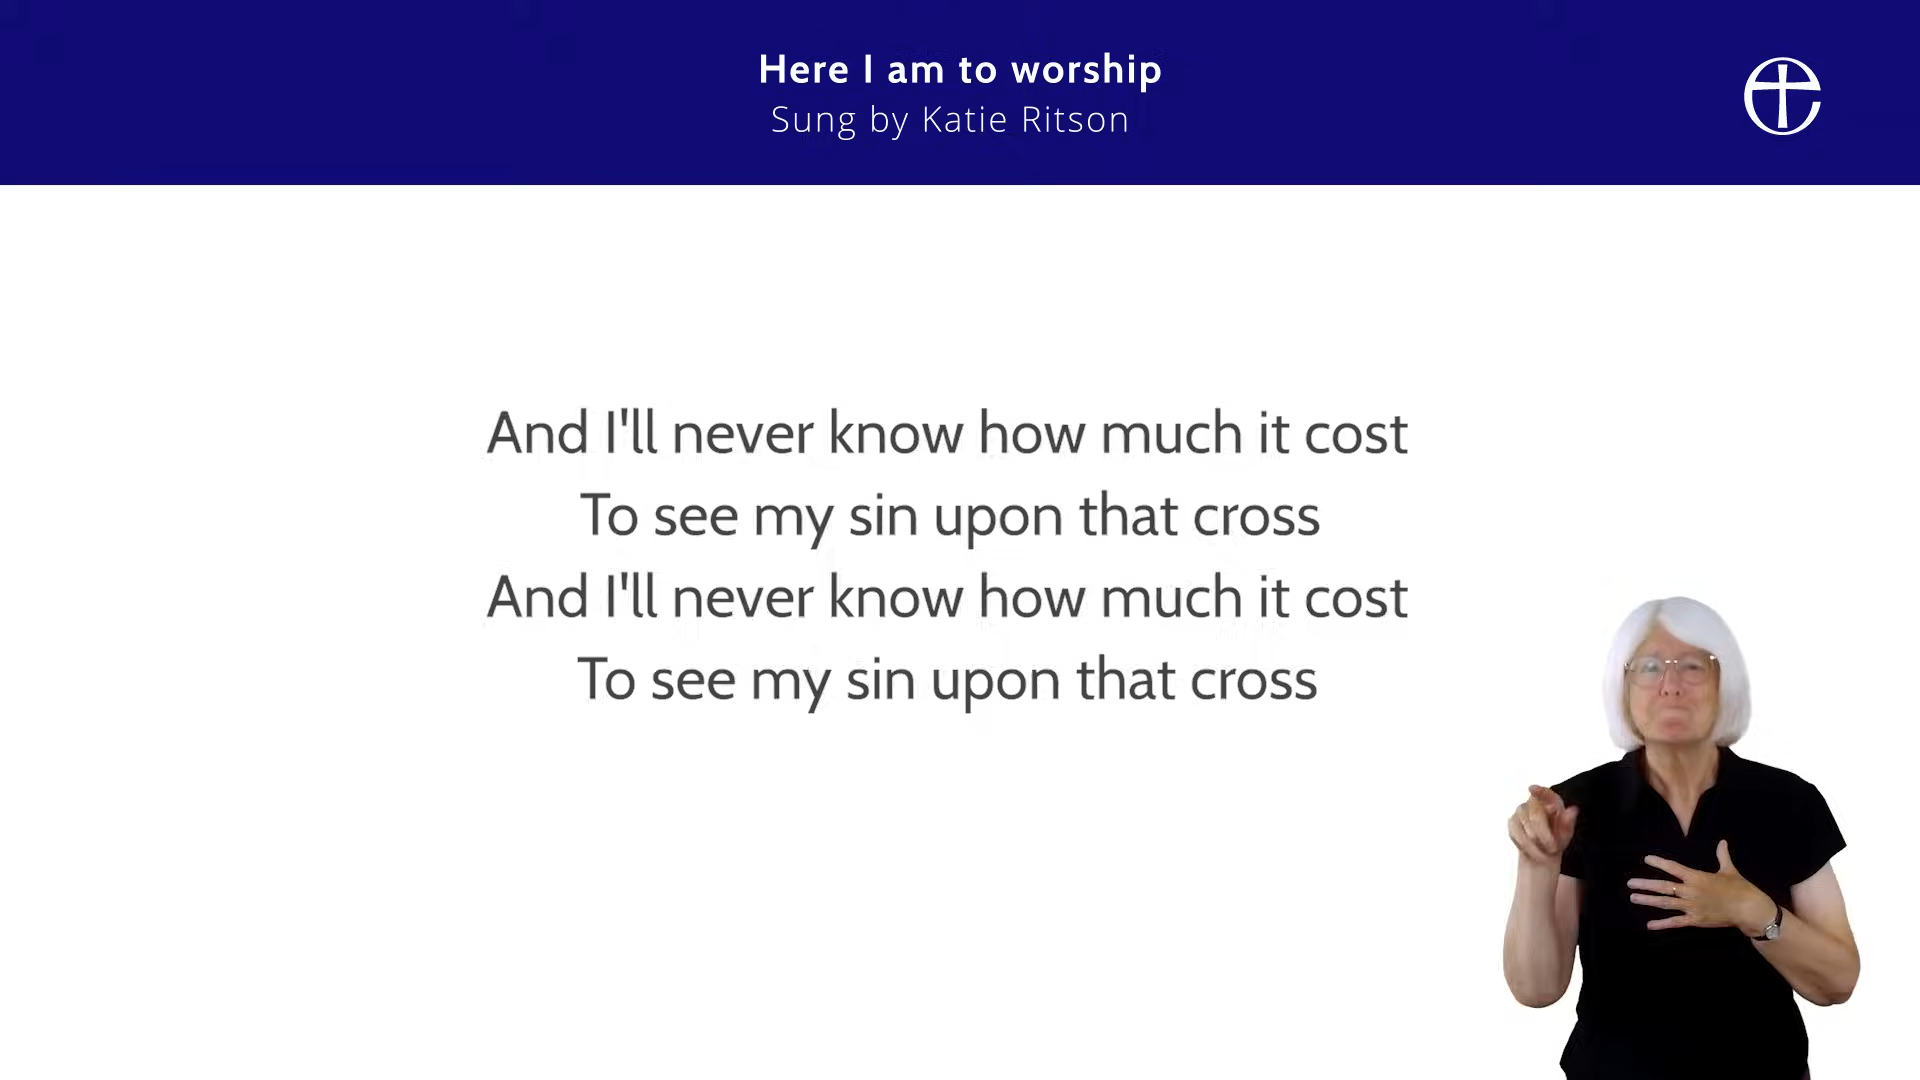 Here I am to worship
Sung by Katie Ritson
And I'll never know how much it cost
To see my sin upon that cross
And I'll never know how much it cost
To see my sin upon that cross